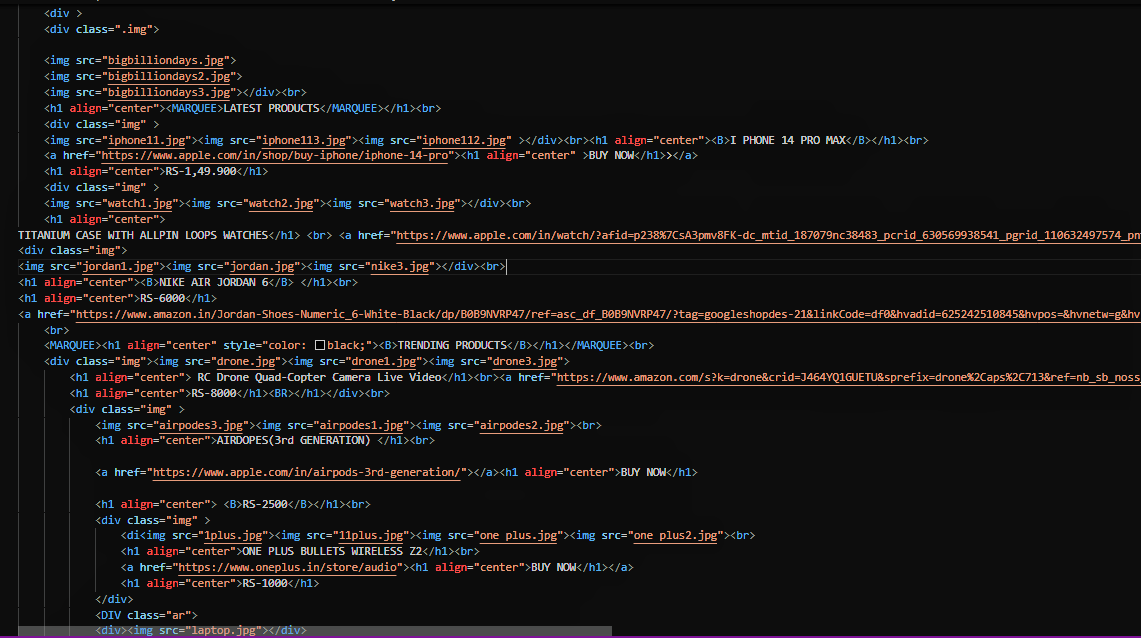 <div >
<div class=".img">
<img src="bigbilliondays.jpg">
<img src="bigbilliondays2.jpg">
<img src="bigbilliondays3.jpg"></div><br>
<h1 align="center"><MARQUEE>LATEST PRODUCTS</MARQUEE></h1><br>
<div class="img" >
<img src="iphone11.jpg"><img src="iphone113.jpg"><img src="iphone112.jpg" ></div><br><h1 align="center"><B>I PHONE 14 PRO MAX</B></h1><br>
<a href="https://www.apple.com/in/shop/buy-iphone/iphone-14-pro"><h1 align="center" >BUY NOW</h1>></a>
<h1 align="center">RS-1,49.900</h1>
<div class="img" >
<img src="watch1.jpg"><img src="watch2.jpg"><img src="watch3.jpg"></div><br>
<h1 align="center">
TITANIUM CASE WITH ALLPIN LOOPS WATCHES</h1> <br> <a href="https://www.apple.com/in/watch/?afid=p238%7CsA3pmv8FK-dc_mtid_187079nc38483_pcrid_630569938541_pgrid_110632497574_pn
<div class="img">
<img src="jordan1.jpg"><img src="jordan.jpg"><img src="nike3.jpg"></div><br>
<h1 align="center"><B>NIKE AIR JORDAN 6</B> </h1><br>
<h1 align="center">RS-6000</h1>
<a href="https://www.amazon.in/Jordan-Shoes-Numeric_6-White-Black/dp/B0B9NVRP47/ref=asc_df_B0B9NVRP47/?tag=googleshopdes-21&linkCode=df0&hvadid=625242510845&hvpos=&hvnetw=g&hv
<br>
<MARQUEE><h1 align="center" style="color: black;"><B>TRENDING PRODUCTS</B></h1></MARQUEE><br>
<div class="img"><img src="drone.jpg"><img src="drone1.jpg"><img src="drone3.jpg">
<h1 align="center"> RC Drone Quad-Copter Camera Live Video</h1><br><a href="https://www.amazon.com/s?k=drone&crid=J464YQ1GUETU&sprefix=drone%2Caps%2C713&ref=nb_sb_noss_
<h1 align="center">RS-8000</h1><BR></h1></div><br>
<div class="img" >
<img src="airpodes3.jpg"><img src="airpodes1.jpg"><img src="airpodes2.jpg"><br>
<h1 align="center">AIRDOPES(3rd GENERATION) </h1><br>
<a href="https://www.apple.com/in/airpods-3rd-generation/"></a><h1 align="center">BUY NOW</h1>
<h1 align="center"> <B>RS-2500</B></h1><br>
<div class="img" >
<di<img src="1plus.jpg"><img src="11plus.jpg"><img src="one plus.jpg"><img src="one plus2.jpg"><br>
<h1 align="center">ONE PLUS BULLETS WIRELESS Z2</h1><br>
<a href="https://www.oneplus.in/store/audio"><h1 align="center">BUY NOW</h1></a>
<h1 align="center">RS-1000</h1>
</div>
<DIV class="ar">
<div><img src="laptop.jpg"></div>